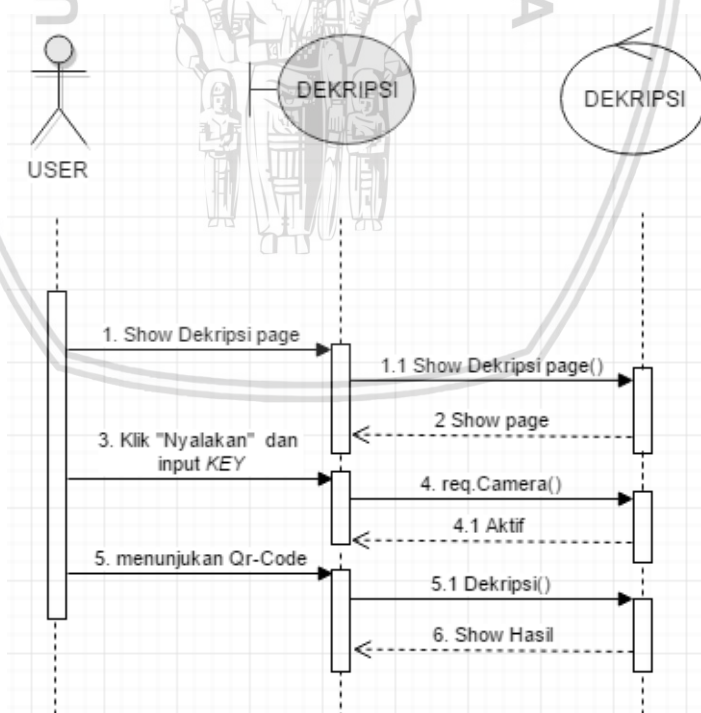 USER
DEKRIPSI
DEKRIPSI
1. Show Dekripsi page
1.1 Show Dekripsi page()
2 Show page
3. Klik "Nyalakan" dan
input KEY
4. req.Camera()
4.1 Aktif
5. menunjukan Qr-Code
5.1 Dekripsi()
6. Show Hasil